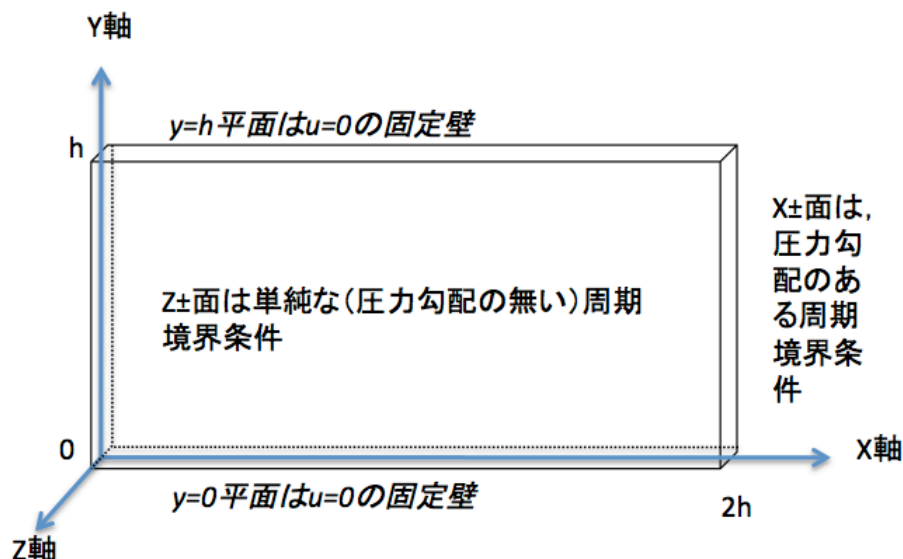 Y軸
y=h平面はu=0の固定壁
h
X±面は,
圧力勾
配のあ
る周期
境界条
件
Z±面は単純な(圧力勾配の無い)周期
境界条件
0
X軸
y=0平面はu=0の固定壁
2h
Z軸